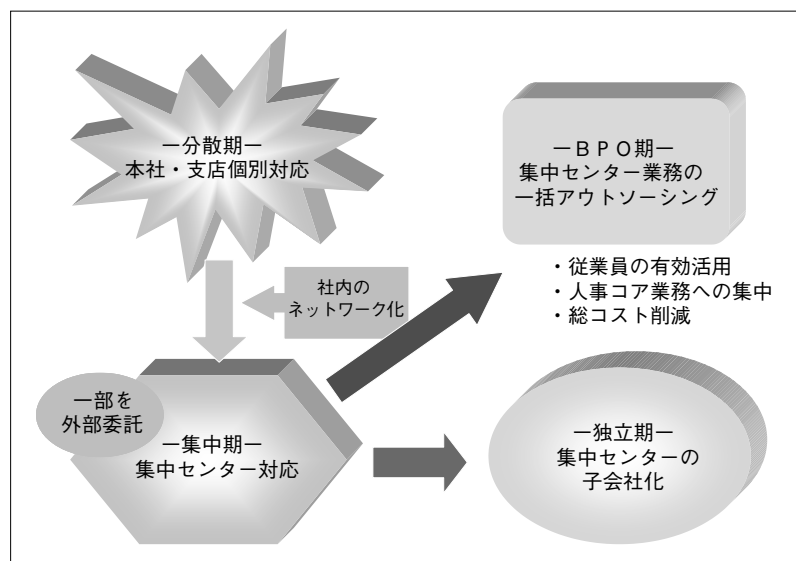 ー分散期ー
本社・支店個別対応
社内の
ネットワーク化
一部を
外部委託
ー集中期ー
集中センター対応
ーＢＰＯ期ー
集中センター業務の
一括アウトソーシング
・従業員の有効活用
・人事コア業務への集中
・総コスト削減
ー独立期ー
集中センターの
子会社化